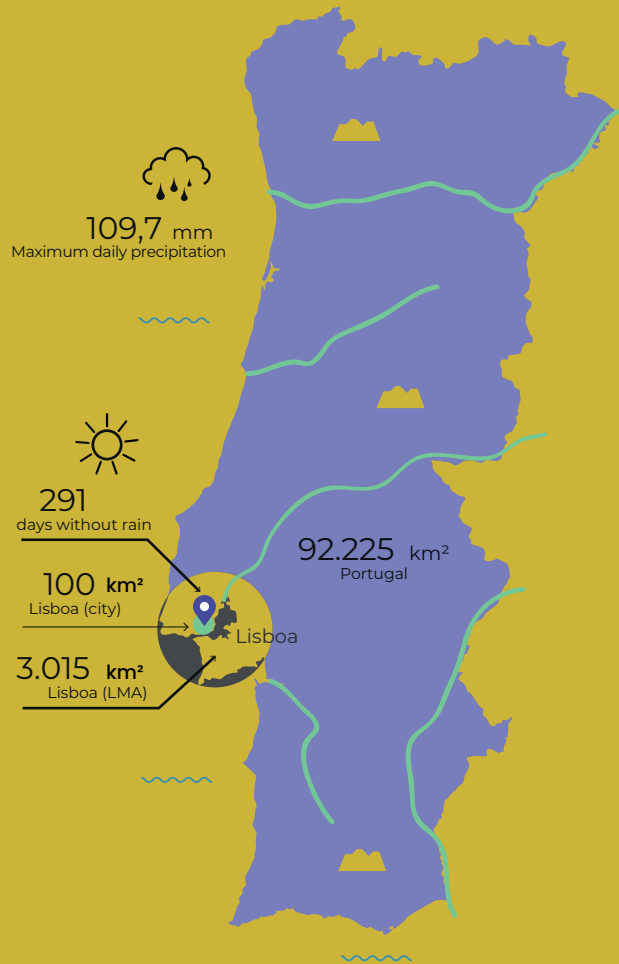 109,7 mm
Maximum daily precipitation
291
days without rain
92.225 km²
Portugal
100 km²
Lisboa (city)
Lisboa
3.015 km²
Lisboa (LMA)